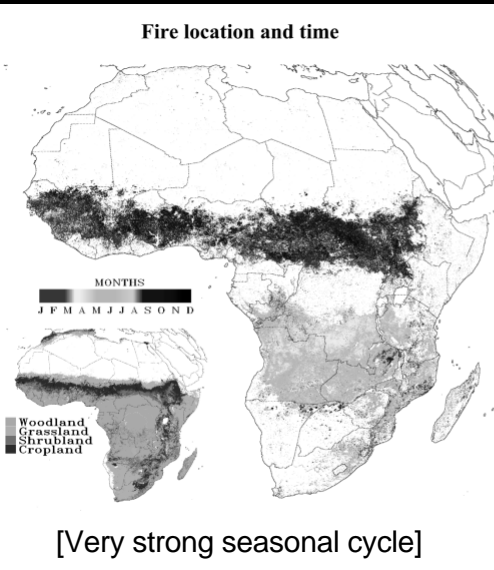 Fire location and time
MONTHS
J F M A M J J A S O N D
Woodland
Grassland
Shrubland
Cropland
[Very strong seasonal cycle]